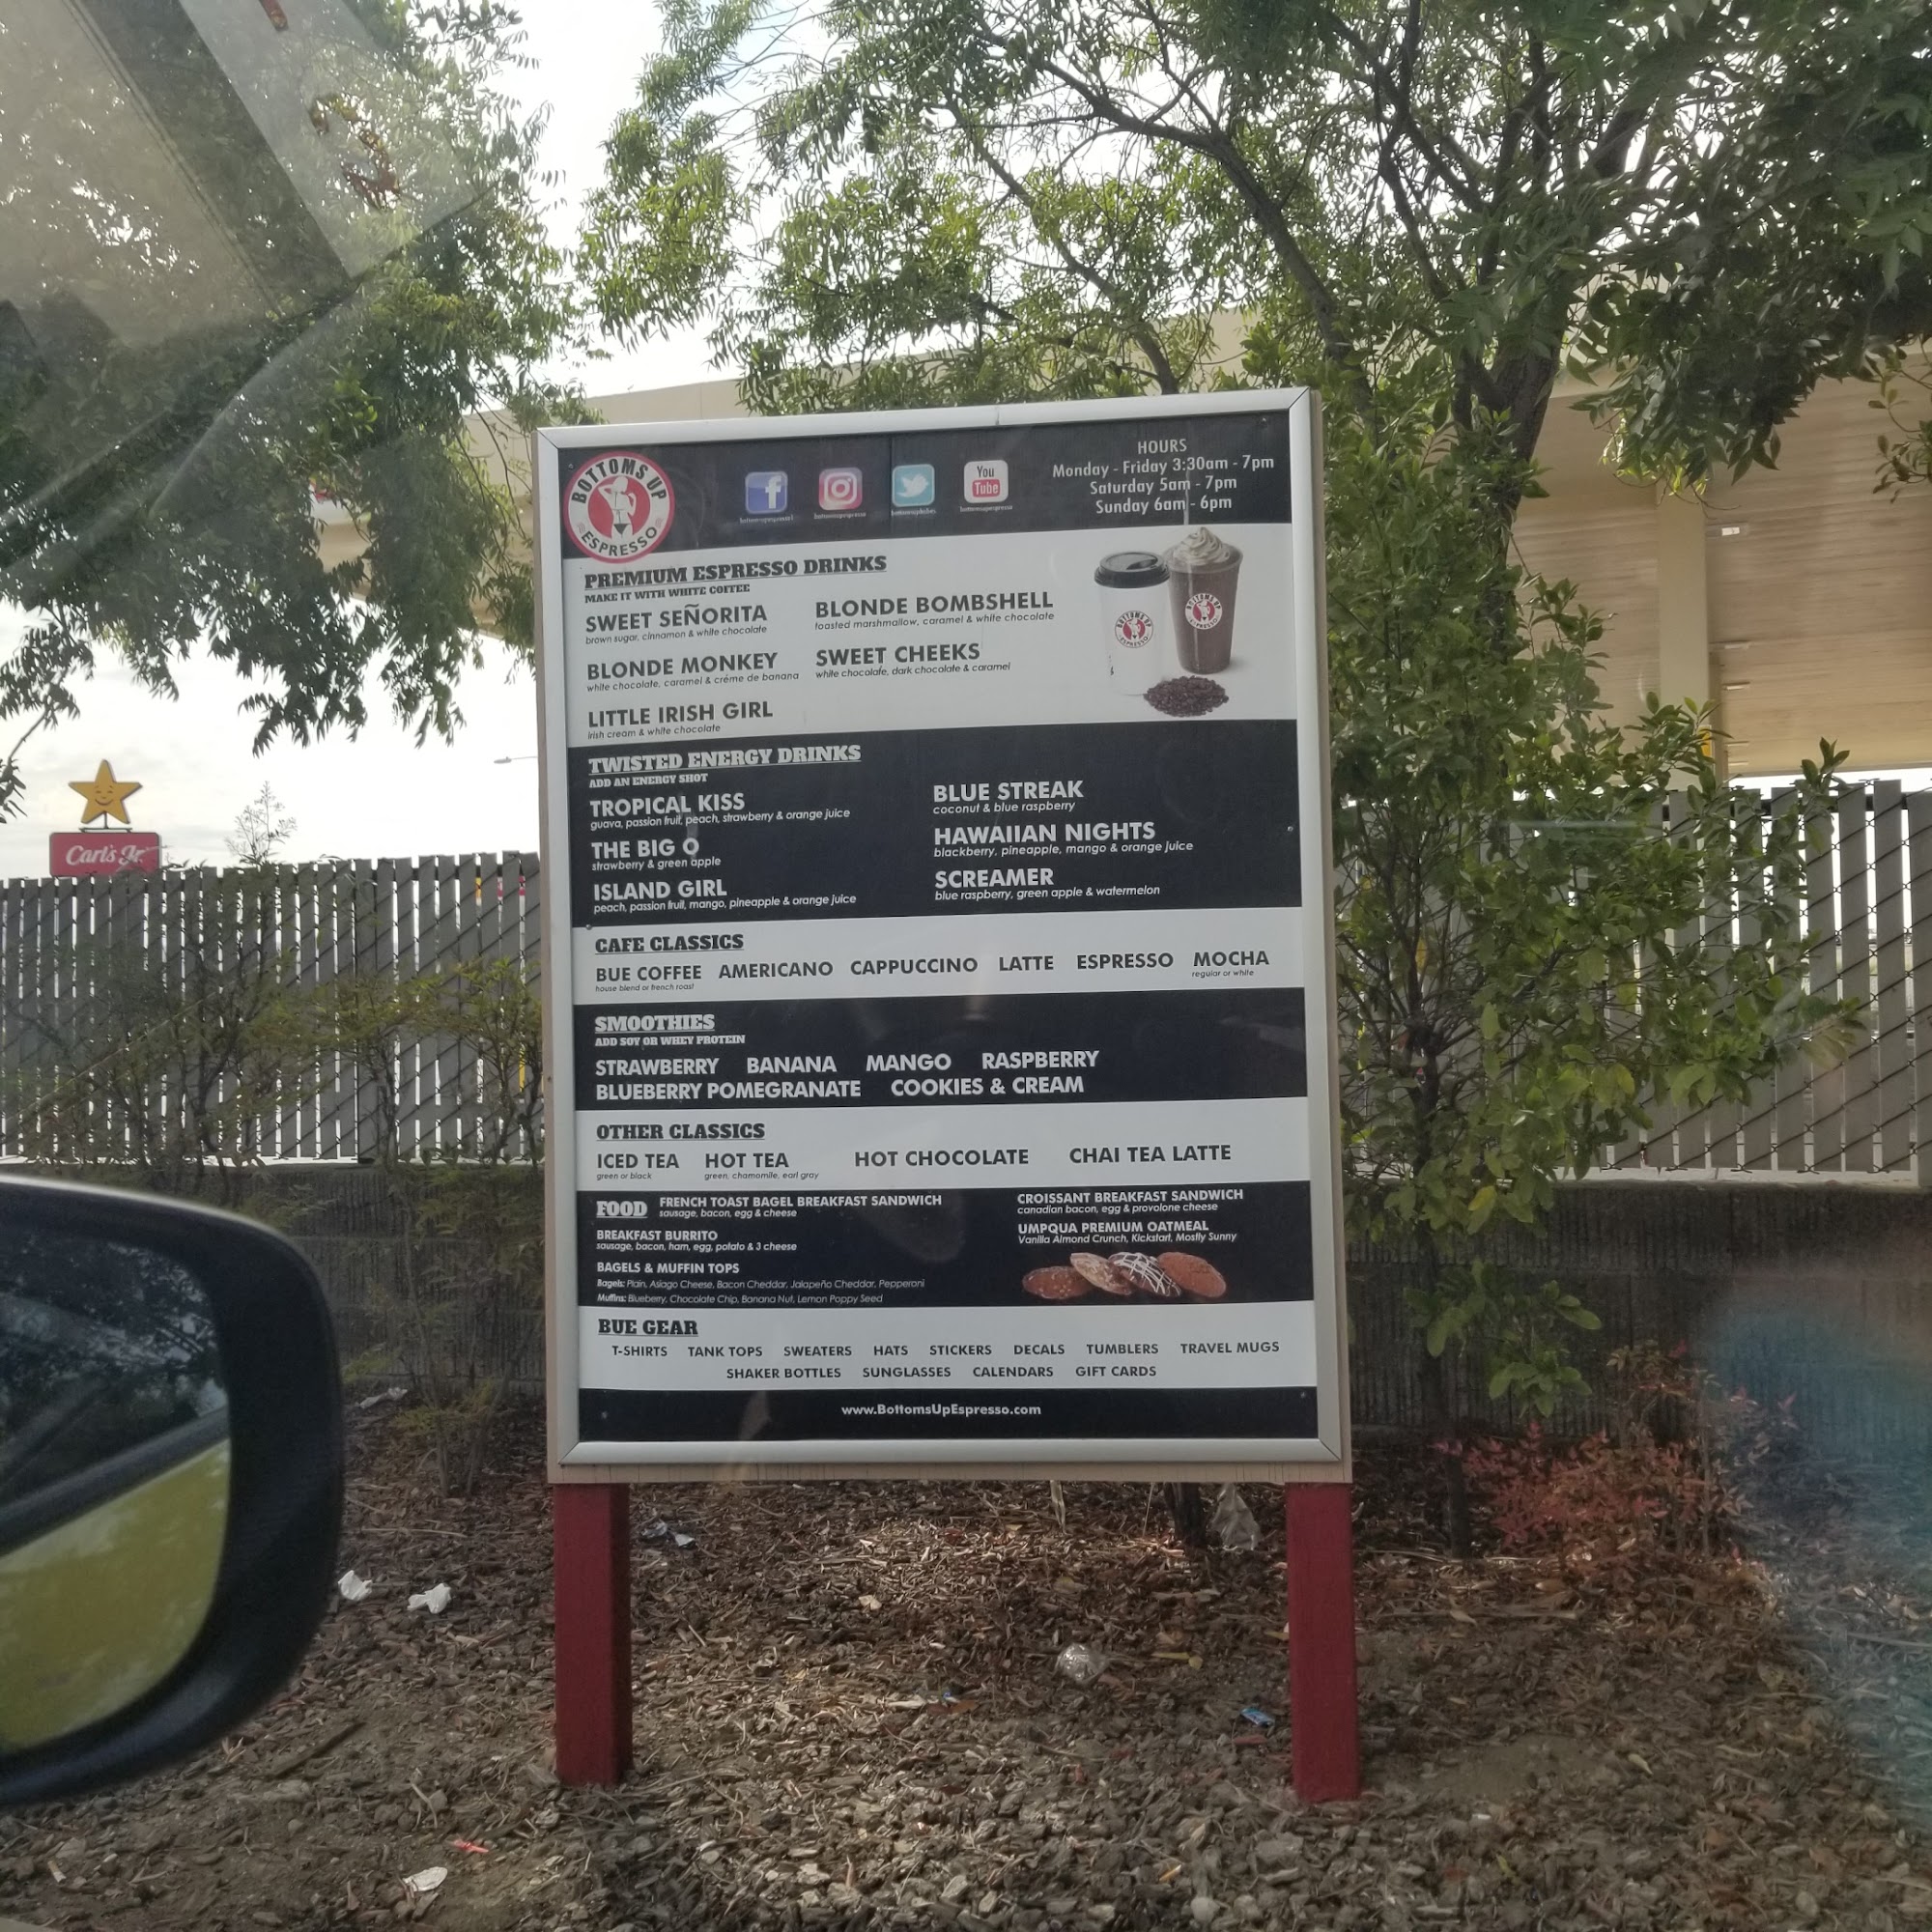 BOTTOMS UP
ESPRESSO
You
Tube
HOURS
Monday - Friday 3:30am - 7pm
Saturday 5am - 7pm
Sunday 6am - 6pm
PREMIUM ESPRESSO DRINKS
MAKE IT WITH WHITE COFFEE
SWEET SEÑORITA
brown sugar, cinnamon & white chocolate
BLONDE BOMBSHELL
toasted marshmallow, caramel & white chocolate
BLONDE MONKEY
white chocolate, caramel & créme de banana
SWEET CHEEKS
white chocolate, dark chocolate & caramel
LITTLE IRISH GIRL
irish cream & white chocolate
BOTTOMS UP
ESPRESSO
BOTTOMS UP
ESPRESSO
TWISTED ENERGY DRINKS
ADD AN ENERGY SHOT
TROPICAL KISS
guava, passion fruit, peach, strawberry & orange juice
BLUE STREAK
coconut & blue raspberry
THE BIG O
strawberry & green apple
HAWAIIAN NIGHTS
blackberry, pineapple, mango & orange juice
ISLAND GIRL
peach, passion fruit, mango, pineapple & orange juice
SCREAMER
blue raspberry, green apple & watermelon
CAFE CLASSICS
BUE COFFEE AMERICANO CAPPUCCINO LATTE ESPRESSO MOCHA
house blend or french roast regular or white
SMOOTHIES
ADD SOY OR WHEY PROTEIN
STRAWBERRY BANANA MANGO RASPBERRY
BLUEBERRY POMEGRANATE COOKIES & CREAM
OTHER CLASSICS
ICED TEA HOT TEA HOT CHOCOLATE CHAI TEA LATTE
green or black green, chamomile, earl gray
FOOD FRENCH TOAST BAGEL BREAKFAST SANDWICH
sausage, bacon, egg & cheese
CROISSANT BREAKFAST SANDWICH
canadian bacon, egg & provolone cheese
BREAKFAST BURRITO
sausage, bacon, ham, egg, potato & 3 cheese
UMPQUA PREMIUM OATMEAL
Vanilla Almond Crunch, Kickstart, Mostly Sunny
BAGELS & MUFFIN TOPS
Bagels: Plain, Asiago Cheese, Bacon Cheddar, Jalapeño Cheddar, Pepperoni
Muffins: Blueberry, Chocolate Chip, Banana Nut, Lemon Poppy Seed
BUE GEAR
T-SHIRTS TANK TOPS SWEATERS HATS STICKERS DECALS TUMBLERS TRAVEL MUGS
SHAKER BOTTLES SUNGLASSES CALENDARS GIFT CARDS
www.BottomsUpEspresso.com
Carl's Jr.